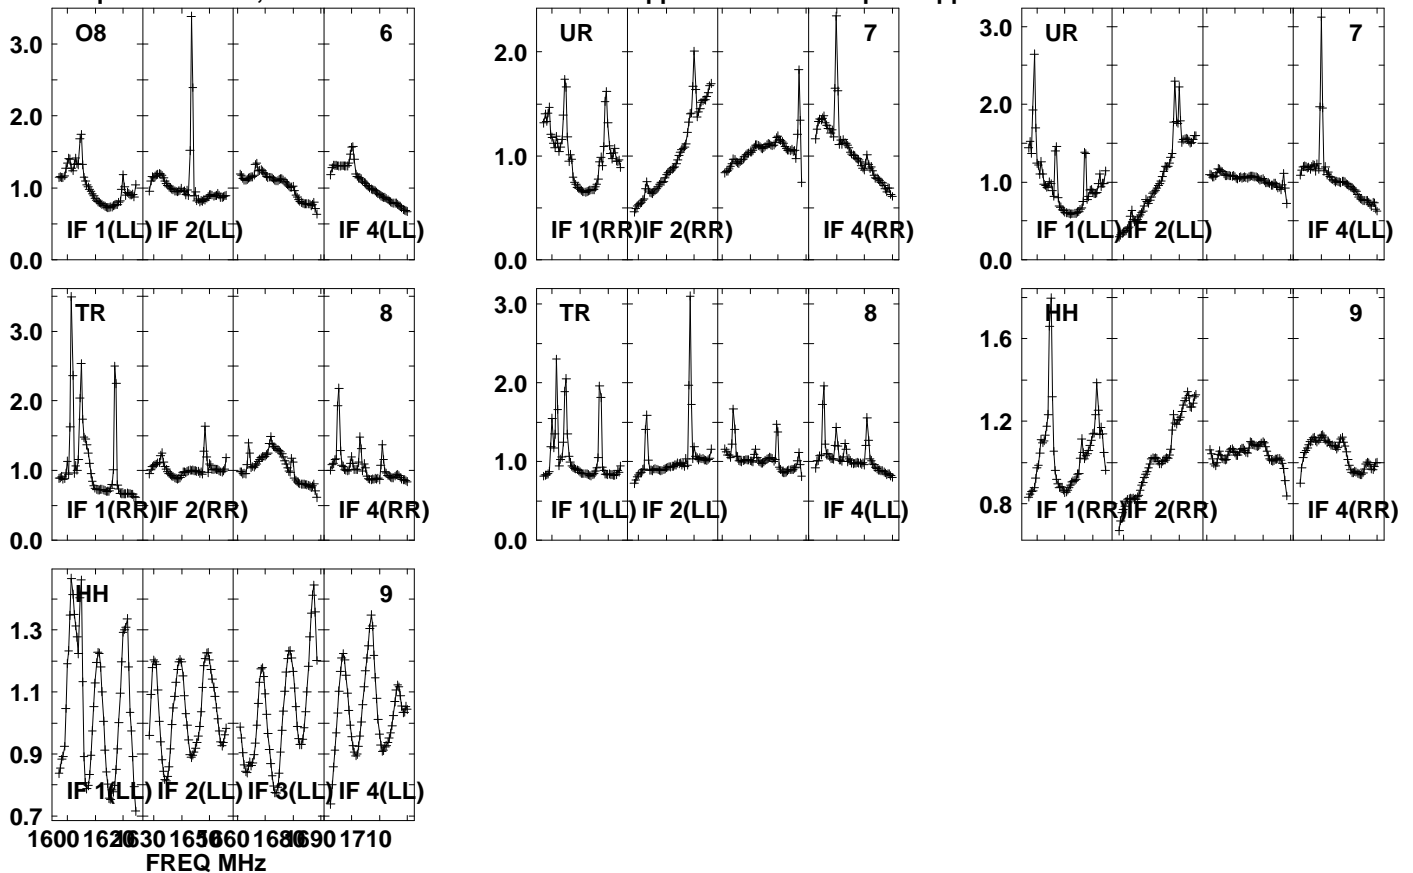 O8 6
3.0
2.0
1.0
0.0
IF 1(LL) IF 2(LL) IF 4(LL)
UR 7
2.0
1.0
0.0
IF 1(RR) IF 2(RR) IF 4(RR)
UR 7
3.0
2.0
1.0
0.0
IF 1(LL) IF 2(LL) IF 4(LL)
TR 8
3.0
2.0
1.0
0.0
IF 1(RR) IF 2(RR) IF 4(RR)
TR 8
3.0
2.0
1.0
0.0
IF 1(LL) IF 2(LL) IF 4(LL)
HH 9
1.6
1.2
0.8
IF 1(RR) IF 2(RR) IF 4(RR)
HH 9
1.3
1.1
0.9
0.7
IF 1(LL) IF 2(LL) IF 3(LL) IF 4(LL)
1600 1620 1630 1650 1660 1680 1690 1710
FREQ MHz